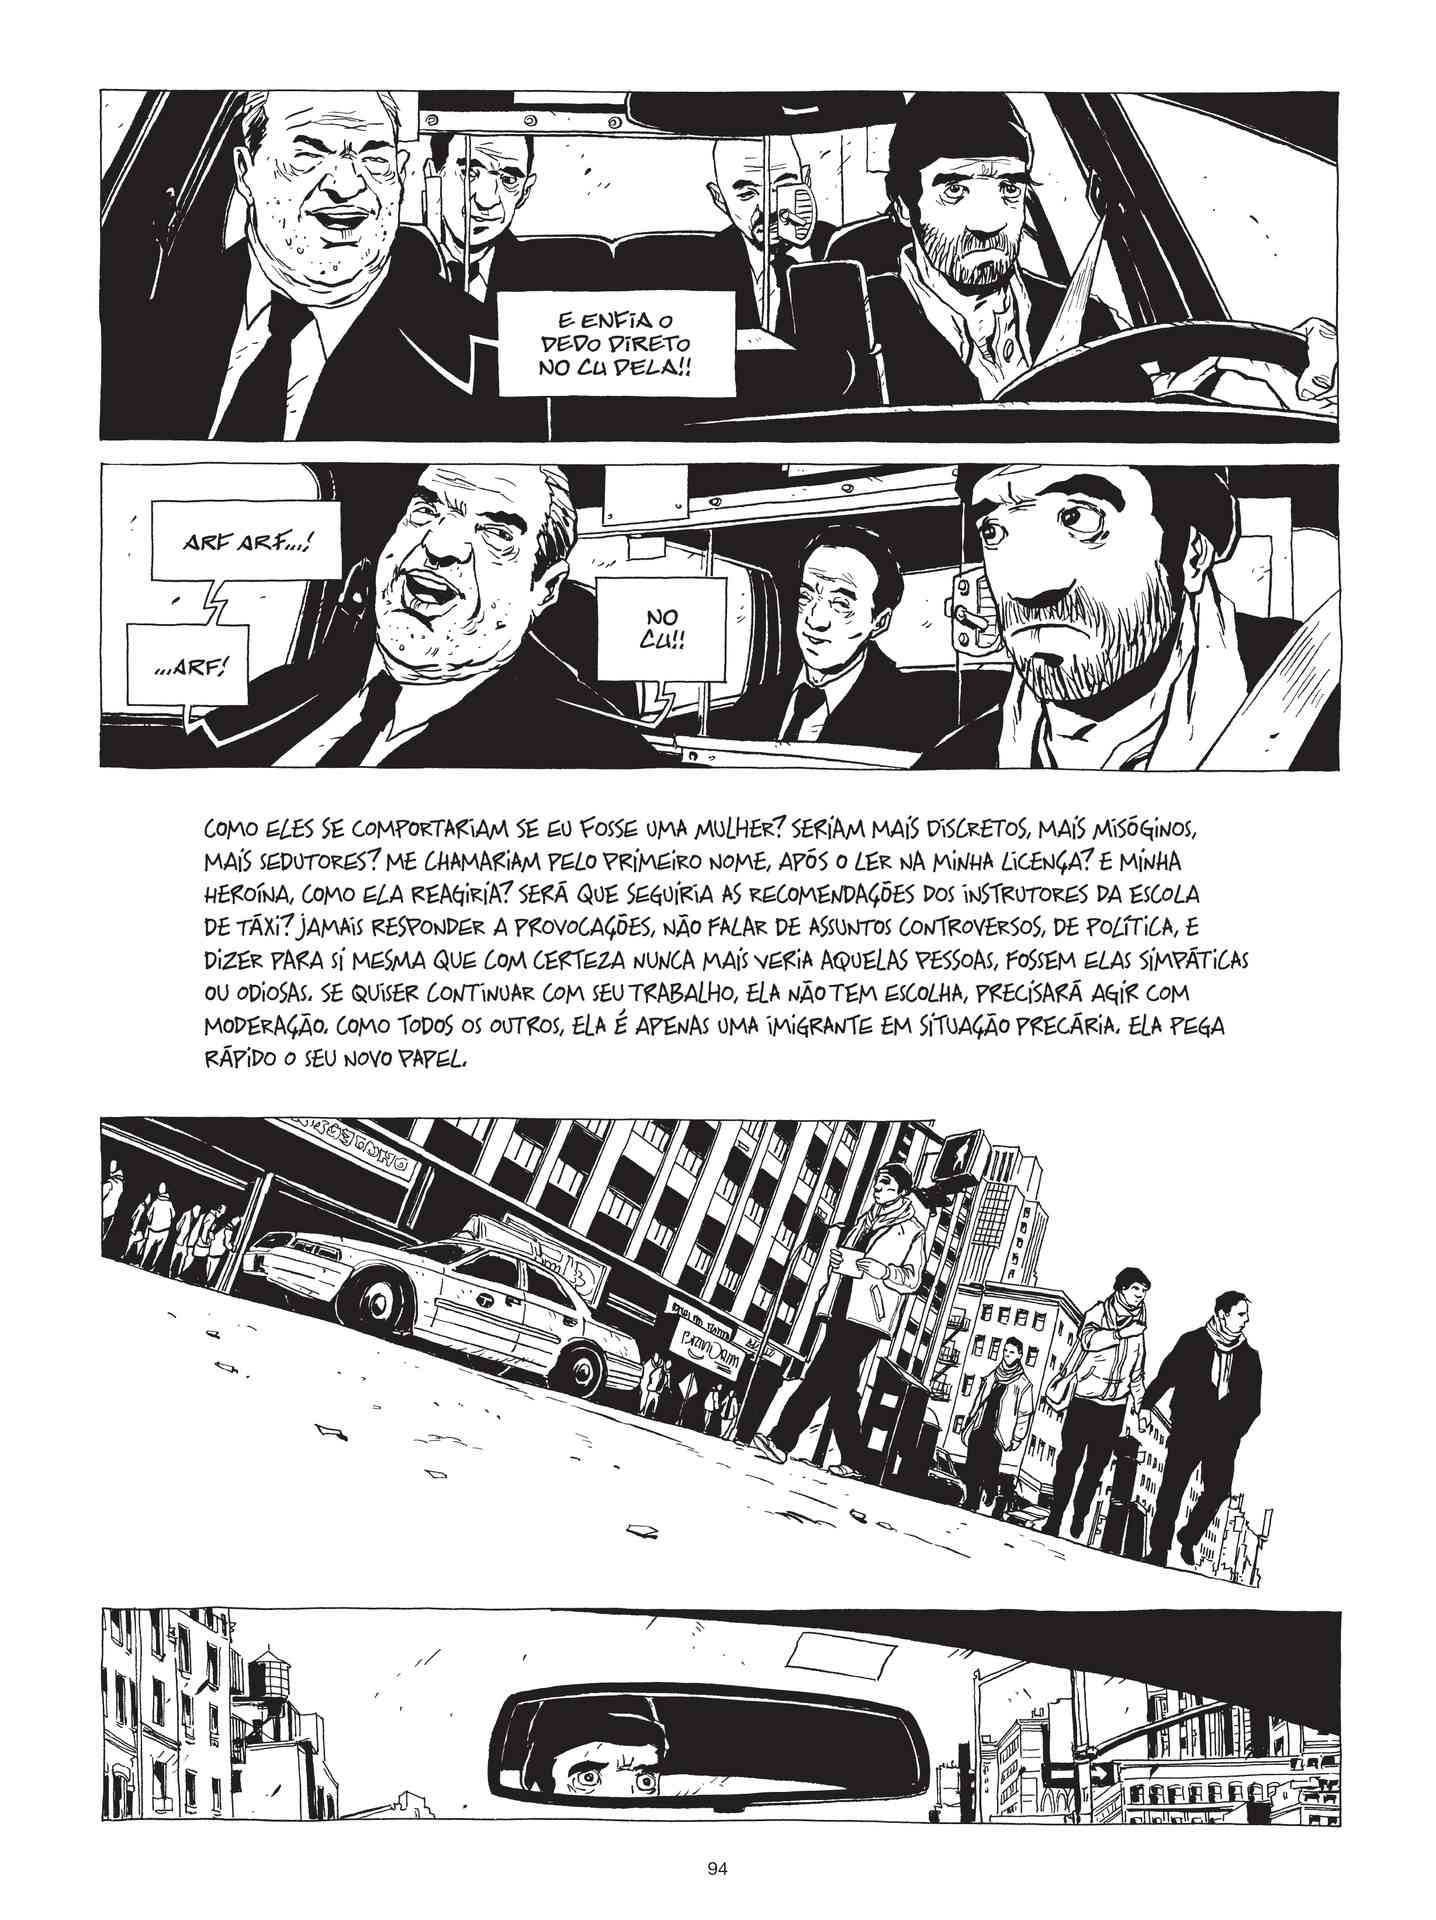 E ENFIA O
DEDO DIRETO
NO CU DELA!!
ARF ARF...!
...ARF!
NO
CU!!
COMO ELES SE COMPORTARIAM SE EU FOSSE UMA MULHER? SERIAM MAIS DISCRETOS, MAIS MISÓGINOS,
MAIS SEDUTORES? ME CHAMARIAM PELO PRIMEIRO NOME, APÓS O LER NA MINHA LICENÇA? E MINHA
HEROÍNA, COMO ELA REAGIRIA? SERÁ QUE SEGUIRIA AS RECOMENDAÇÕES DOS INSTRUTORES DA ESCOLA
DE TÁXI? JAMAIS RESPONDER A PROVOCAÇÕES, NÃO FALAR DE ASSUNTOS CONTROVERSOS, DE POLÍTICA, E
DIZER PARA SI MESMA QUE COM CERTEZA NUNCA MAIS VERIA AQUELAS PESSOAS, FOSSEM ELAS SIMPÁTICAS
OU ODIOSAS. SE QUISER CONTINUAR COM SEU TRABALHO, ELA NÃO TEM ESCOLHA, PRECISARÁ AGIR COM
MODERAÇÃO. COMO TODOS OS OUTROS, ELA É APENAS UMA IMIGRANTE EM SITUAÇÃO PRECÁRIA. ELA PEGA
RÁPIDO O SEU NOVO PAPEL.
94